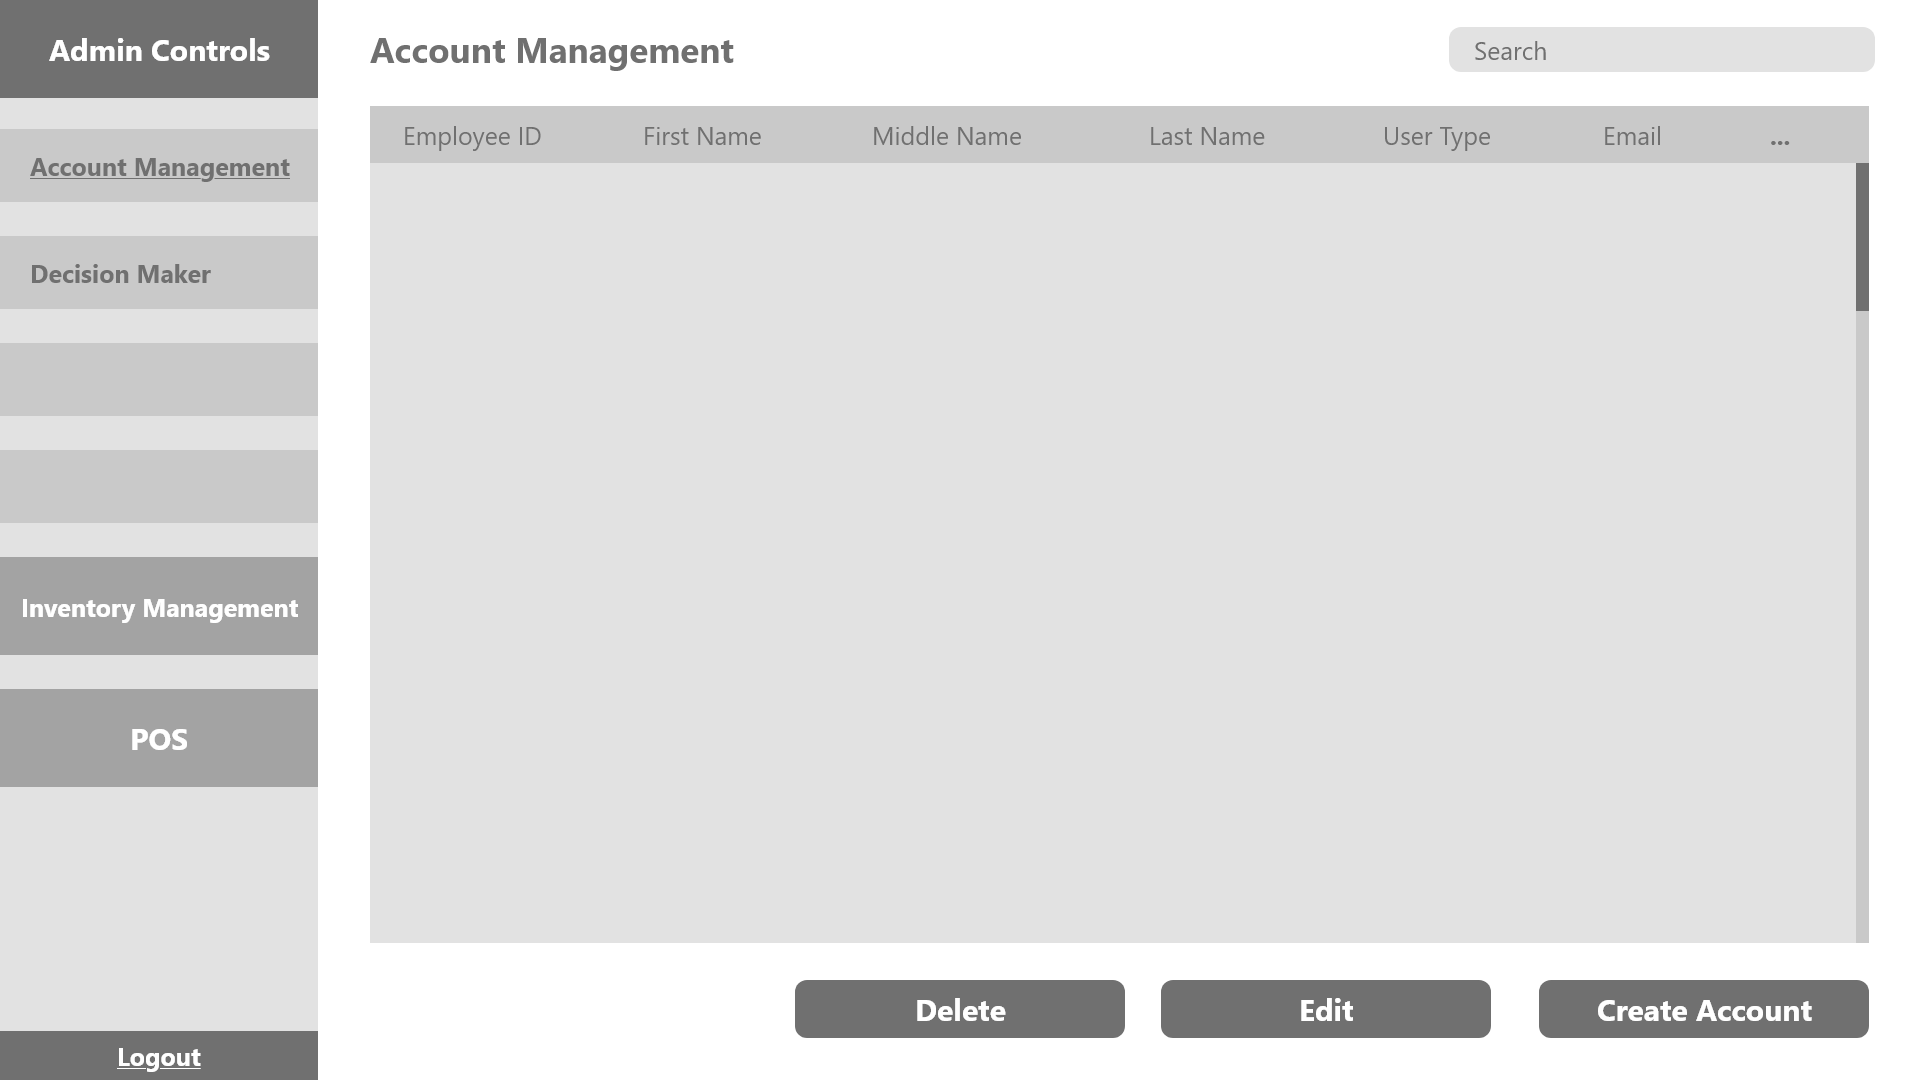 Admin Controls
Account Management
Decision Maker
Inventory Management
POS
Logout
Account Management
Search
Employee ID First Name Middle Name Last Name User Type Email ...
Delete Edit Create Account